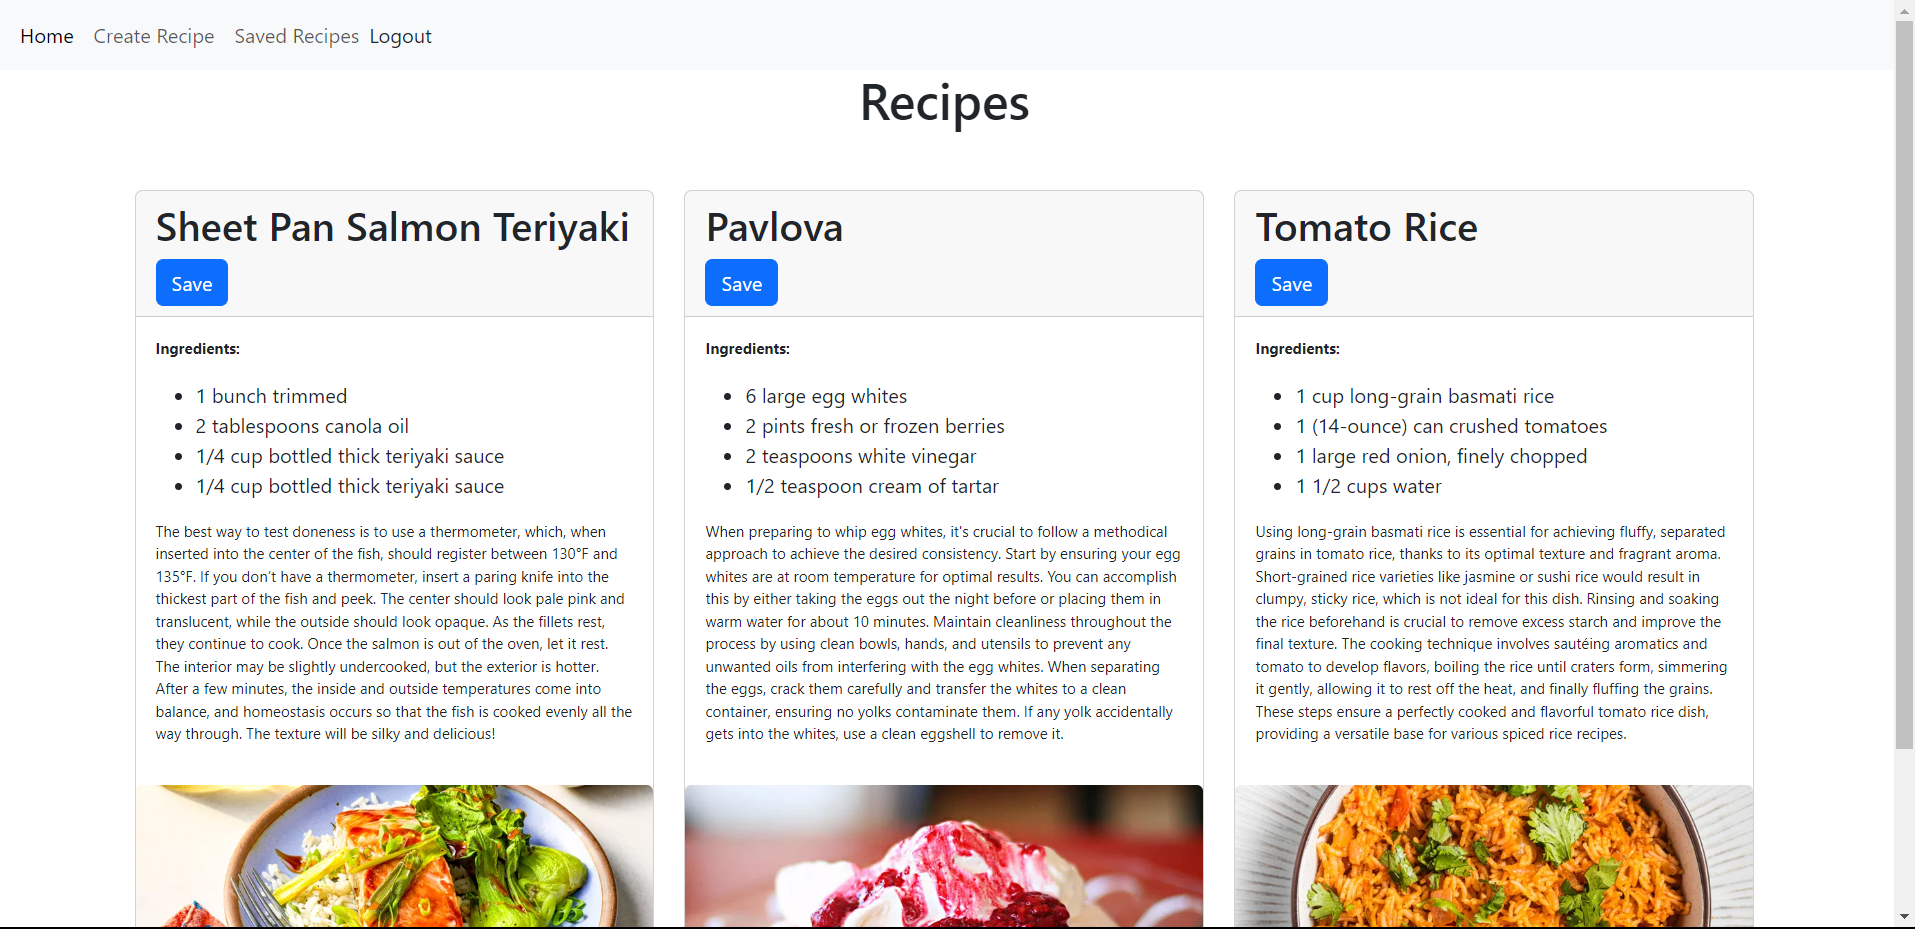 Home Create Recipe Saved Recipes Logout
Recipes
Sheet Pan Salmon Teriyaki
Save
Ingredients:
1 bunch trimmed
2 tablespoons canola oil
1/4 cup bottled thick teriyaki sauce
1/4 cup bottled thick teriyaki sauce
The best way to test doneness is to use a thermometer, which, when
inserted into the center of the fish, should register between 130°F and
135°F. If you don't have a thermometer, insert a paring knife into the
thickest part of the fish and peek. The center should look pale pink and
translucent, while the outside should look opaque. As the fillets rest,
they continue to cook. Once the salmon is out of the oven, let it rest.
The interior may be slightly undercooked, but the exterior is hotter.
After a few minutes, the inside and outside temperatures come into
balance, and homeostasis occurs so that the fish is cooked evenly all the
way through. The texture will be silky and delicious!
Pavlova
Save
Ingredients:
6 large egg whites
2 pints fresh or frozen berries
2 teaspoons white vinegar
1/2 teaspoon cream of tartar
When preparing to whip egg whites, it's crucial to follow a methodical
approach to achieve the desired consistency. Start by ensuring your egg
whites are at room temperature for optimal results. You can accomplish
this by either taking the eggs out the night before or placing them in
warm water for about 10 minutes. Maintain cleanliness throughout the
process by using clean bowls, hands, and utensils to prevent any
unwanted oils from interfering with the egg whites. When separating
the eggs, crack them carefully and transfer the whites to a clean
container, ensuring no yolks contaminate them. If any yolk accidentally
gets into the whites, use a clean eggshell to remove it.
Tomato Rice
Save
Ingredients:
1 cup long-grain basmati rice
1 (14-ounce) can crushed tomatoes
1 large red onion, finely chopped
1 1/2 cups water
Using long-grain basmati rice is essential for achieving fluffy, separated
grains in tomato rice, thanks to its optimal texture and fragrant aroma.
Short-grained rice varieties like jasmine or sushi rice would result in
clumpy, sticky rice, which is not ideal for this dish. Rinsing and soaking
the rice beforehand is crucial to remove excess starch and improve the
final texture. The cooking technique involves sautéing aromatics and
tomato to develop flavors, boiling the rice until craters form, simmering
it gently, allowing it to rest off the heat, and finally fluffing the grains.
These steps ensure a perfectly cooked and flavorful tomato rice dish,
providing a versatile base for various spiced rice recipes.